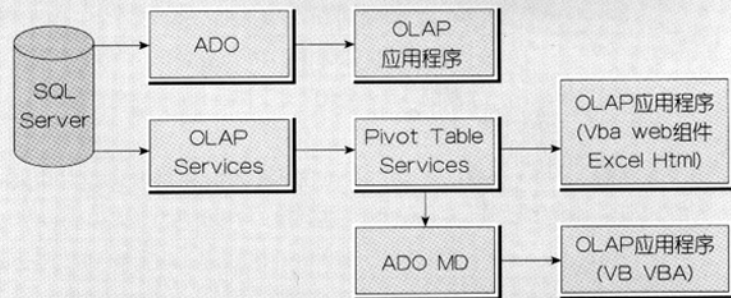 SQL
Server
ADO
OLAP
应用程序
OLAP
Services
Pivot Table
Services
OLAP应用程序
(Vba web组件
Excel Html)
ADO MD
OLAP应用程序
(VB VBA)